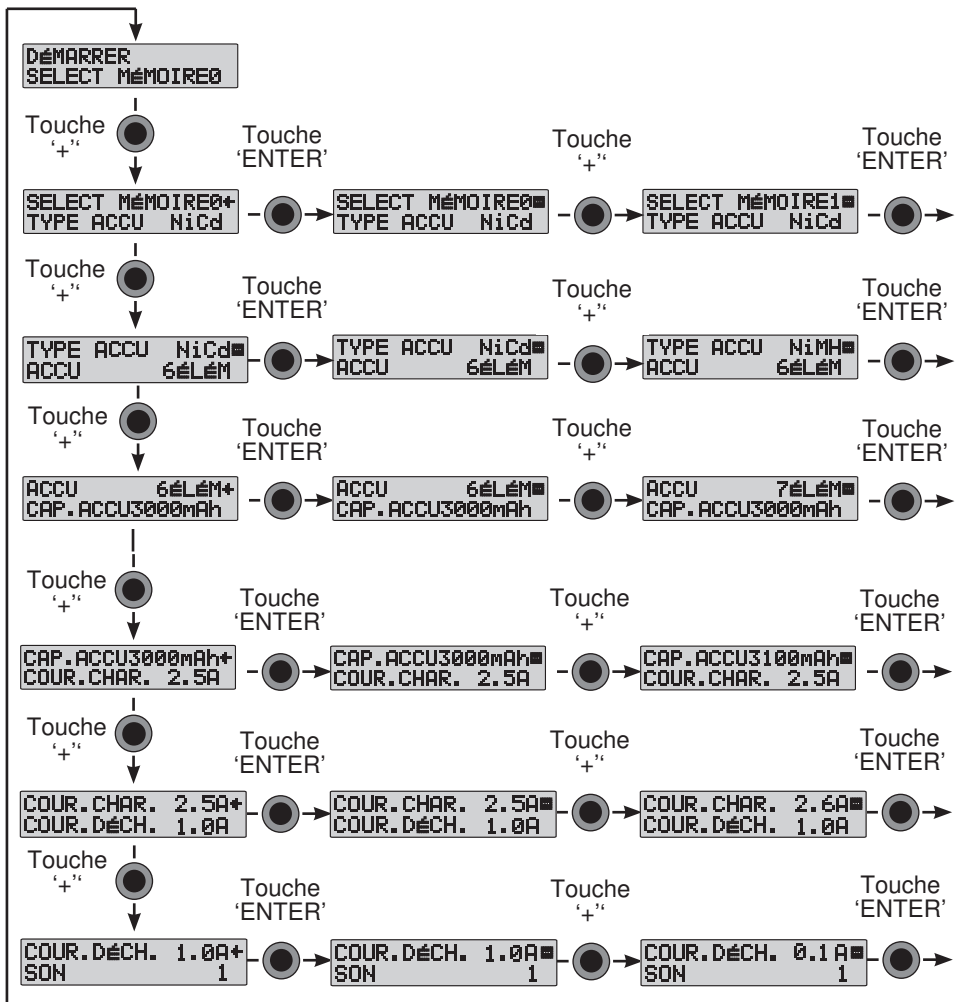 DéMARRER
SELECT MéMOIRE0
Touche
‘+‘‘
Touche
‘ENTER’
Touche
‘+‘‘
Touche
‘ENTER’
SELECT MéMOIRE0←
TYPE ACCU NiCd
SELECT MéMOIRE0
TYPE ACCU NiCd
SELECT MéMOIRE1
TYPE ACCU NiCd
Touche
‘+‘‘
Touche
‘ENTER’
Touche
‘+‘‘
Touche
‘ENTER’
TYPE ACCU NiCd
ACCU 6éLéM
TYPE ACCU NiCd
ACCU 6éLéM
TYPE ACCU NiMH
ACCU 6éLéM
Touche
‘+‘‘
Touche
‘ENTER’
Touche
‘+‘‘
Touche
‘ENTER’
ACCU 6éLéM←
CAP.ACCU3000mAh
ACCU 6éLéM
CAP.ACCU3000mAh
ACCU 7éLéM
CAP.ACCU3000mAh
Touche
‘+‘‘
Touche
‘ENTER’
Touche
‘+‘‘
Touche
‘ENTER’
CAP.ACCU3000mAh←
COUR.CHAR. 2.5A
CAP.ACCU3000mAh
COUR.CHAR. 2.5A
CAP.ACCU3100mAh
COUR.CHAR. 2.5A
Touche
‘+‘‘
Touche
‘ENTER’
Touche
‘+‘‘
Touche
‘ENTER’
COUR.CHAR. 2.5A←
COUR.DéCH. 1.0A
COUR.CHAR. 2.5A
COUR.DéCH. 1.0A
COUR.CHAR. 2.6A
COUR.DéCH. 1.0A
Touche
‘+‘‘
Touche
‘ENTER’
Touche
‘+‘‘
Touche
‘ENTER’
COUR.DéCH. 1.0A←
SON 1
COUR.DéCH. 1.0A
SON 1
COUR.DéCH. 0.1A
SON 1